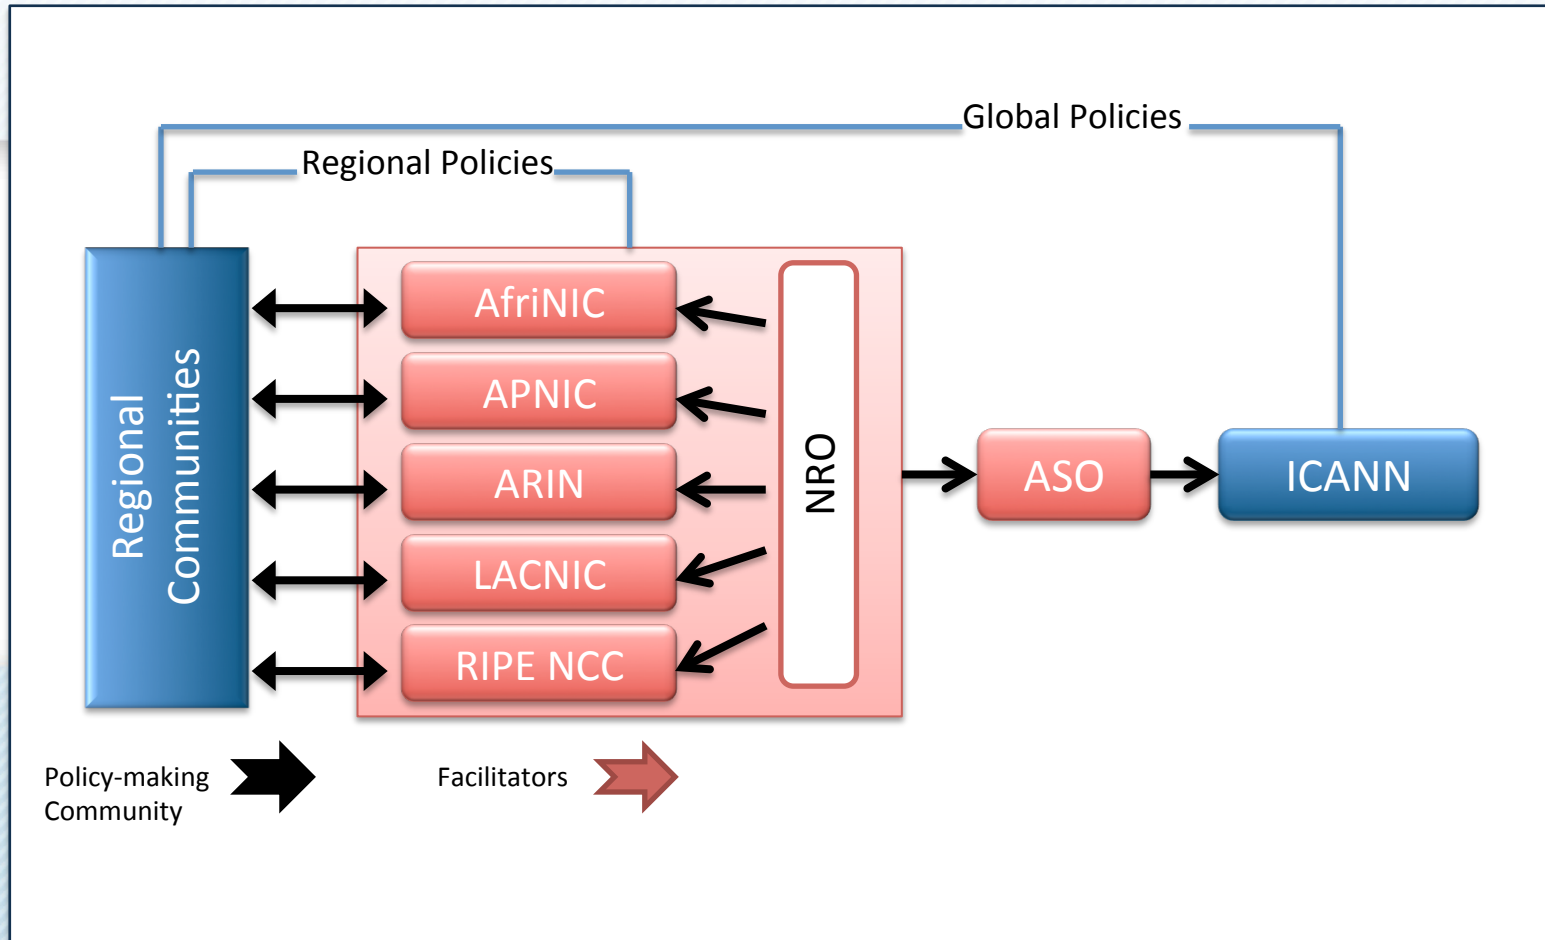 Global Policies
Regional Policies
Regional
Communities
AfriNIC
APNIC
ARIN
LACNIC
RIPE NCC
NRO
ASO
ICANN
Policy-making
Community
Facilitators